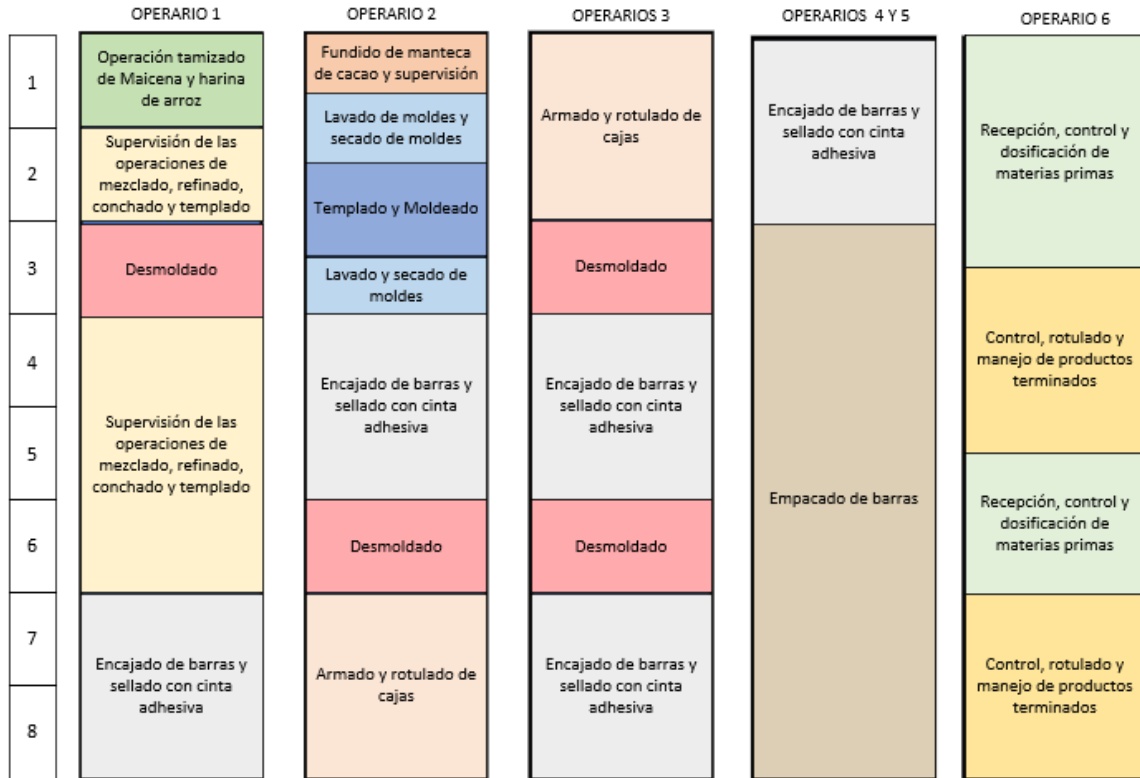 OPERARIO 1
OPERARIO 2
OPERARIOS 3
OPERARIOS 4 Y 5
OPERARIO 6
1
2
3
4
5
6
7
8
Operación tamizado
de Maicena y harina
de arroz
Supervisión de las
operaciones de
mezclado, refinado,
conchado y templado
Desmoldado
Supervisión de las
operaciones de
mezclado, refinado,
conchado y templado
Encajado de barras y
sellado con cinta
adhesiva
Fundido de manteca
de cacao y supervisión
Lavado de moldes y
secado de moldes
Templado y Moldeado
Lavado y secado de
moldes
Encajado de barras y
sellado con cinta
adhesiva
Desmoldado
Armado y rotulado de
cajas
Armado y rotulado de
cajas
Desmoldado
Encajado de barras y
sellado con cinta
adhesiva
Desmoldado
Encajado de barras y
sellado con cinta
adhesiva
Encajado de barras y
sellado con cinta
adhesiva
Empacado de barras
Recepción, control y
dosificación de
materias primas
Control, rotulado y
manejo de productos
terminados
Recepción, control y
dosificación de
materias primas
Control, rotulado y
manejo de productos
terminados